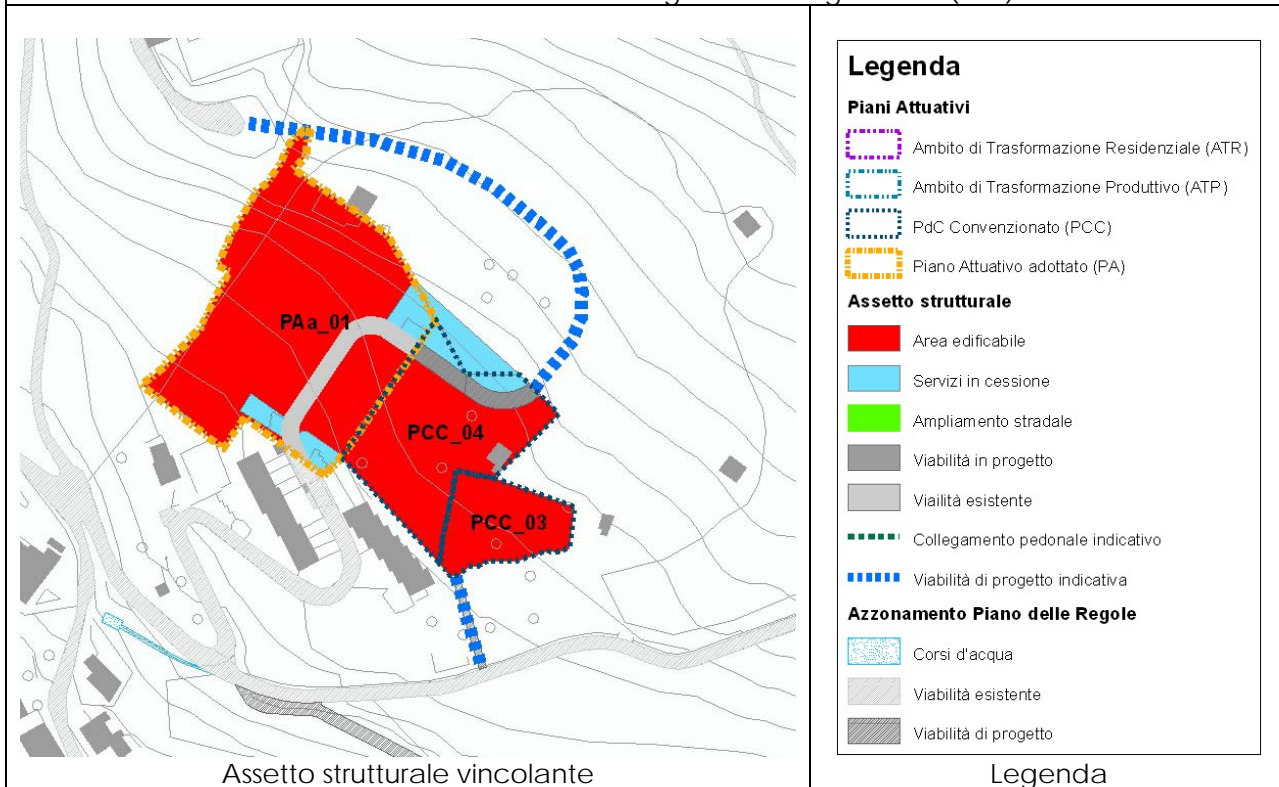 PAa_01
PCC_04
PCC_03
Assetto strutturale vincolante
Legenda
Piani Attuativi
Ambito di Trasformazione Residenziale (ATR)
Ambito di Trasformazione Produttivo (ATP)
PdC Convenzionato (PCC)
Piano Attuativo adottato (PA)
Assetto strutturale
Area edificabile
Servizi in cessione
Ampliamento stradale
Viabilità in progetto
Vialità esistente
Collegamento pedonale indicativo
Viabilità di progetto indicativa
Azzonamento Piano delle Regole
Corsi d'acqua
Viabilità esistente
Viabilità di progetto
Legenda